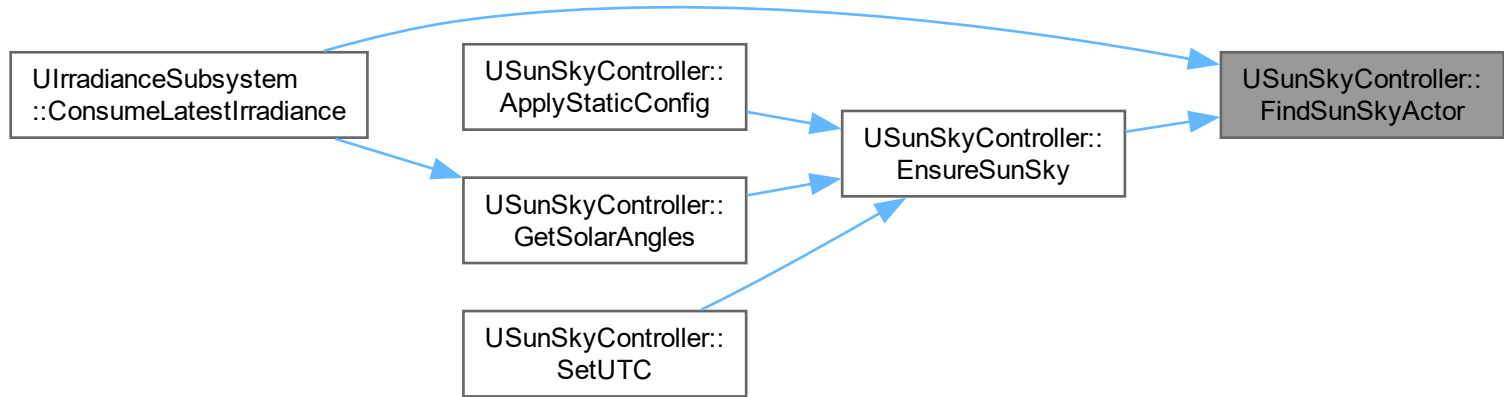 UIrradianceSubsystem
::ConsumeLatestIrradiance
USunSkyController::
ApplyStaticConfig
USunSkyController::
GetSolarAngles
USunSkyController::
SetUTC
USunSkyController::
EnsureSunSky
USunSkyController::
FindSunSkyActor